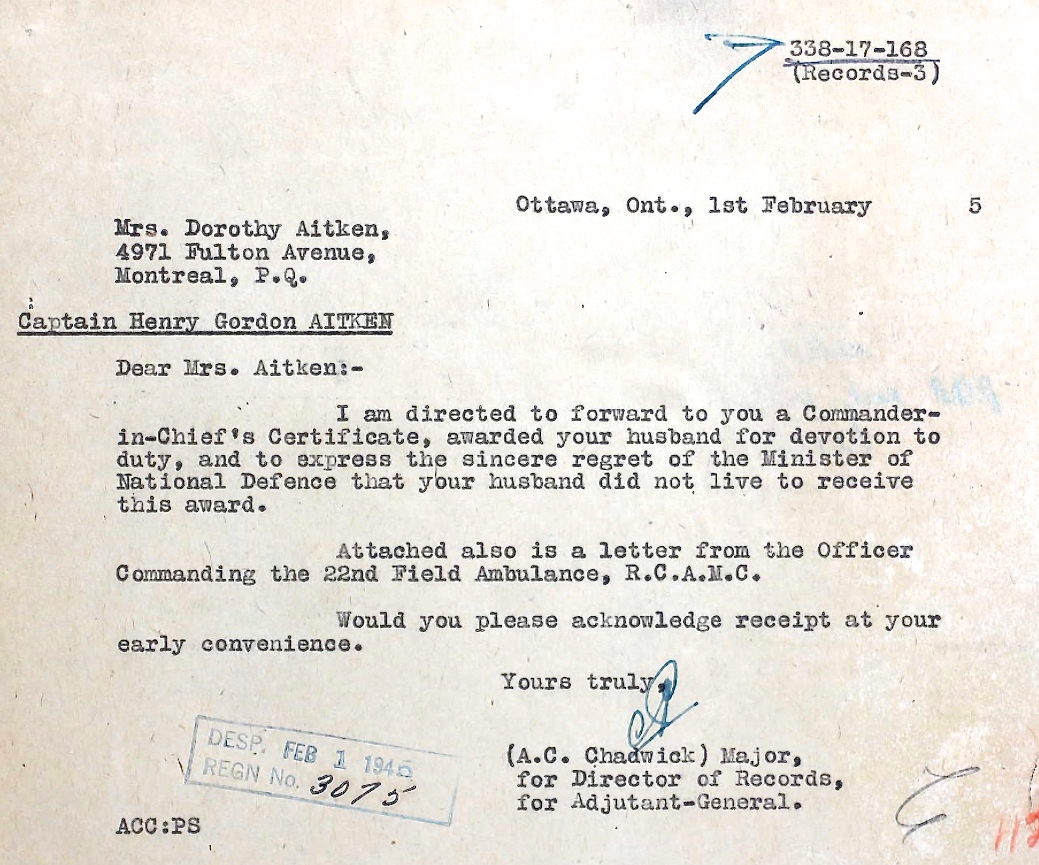 338-17-168
(Records-3)
Ottawa, Ont., 1st February 5
Mrs. Dorothy Aitken,
4971 Fulton Avenue,
Montreal, P.Q.
Captain Henry Gordon AITKEN
Dear Mrs. Aitken:-
I am directed to forward to you a Commander-
in-Chief's Certificate, awarded your husband for devotion to
duty, and to express the sincere regret of the Minister of
National Defence that your husband did not live to receive
this award.
Attached also is a letter from the Officer
Commanding the 22nd Field Ambulance, R.C.A.M.C.
Would you please acknowledge receipt at your
early convenience.
Yours truly,
(A.C. Chadwick) Major,
for Director of Records,
for Adjutant-General.
DESP. FEB 1 1945
REGN No. 3075
ACC:PS